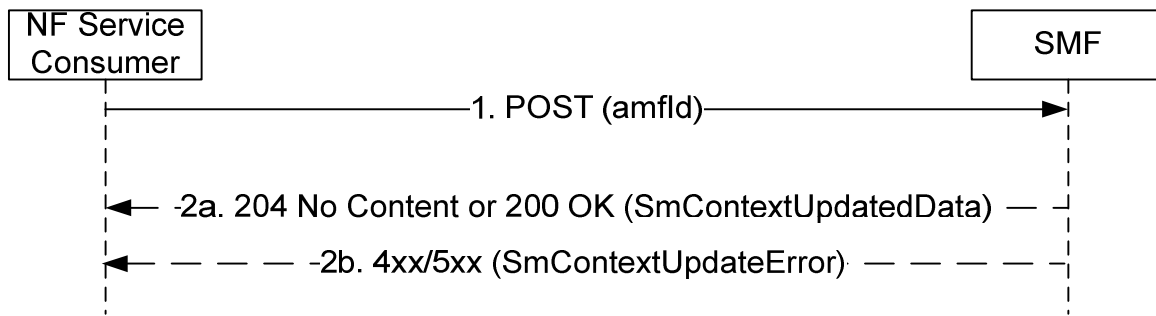 NF Service
Consumer
SMF
1. POST (amfId)
2a. 204 No Content or 200 OK (SmContextUpdatedData)
2b. 4xx/5xx (SmContextUpdateError)